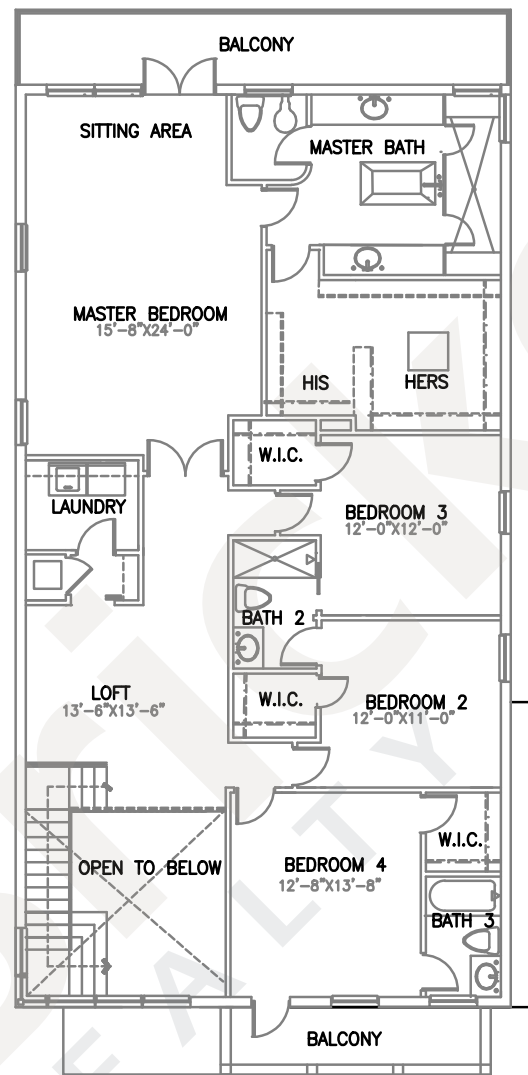 BALCONY
SITTING AREA
MASTER BATH
MASTER BEDROOM
15'-8"X24'-0"
HIS
HERS
W.I.C.
LAUNDRY
BEDROOM 3
12'-0"X12'-0"
BATH 2
LOFT
13'-6"X13'-6"
W.I.C.
BEDROOM 2
12'-0"X11'-0"
OPEN TO BELOW
BEDROOM 4
12'-8"X13'-8"
W.I.C.
BATH 3
BALCONY